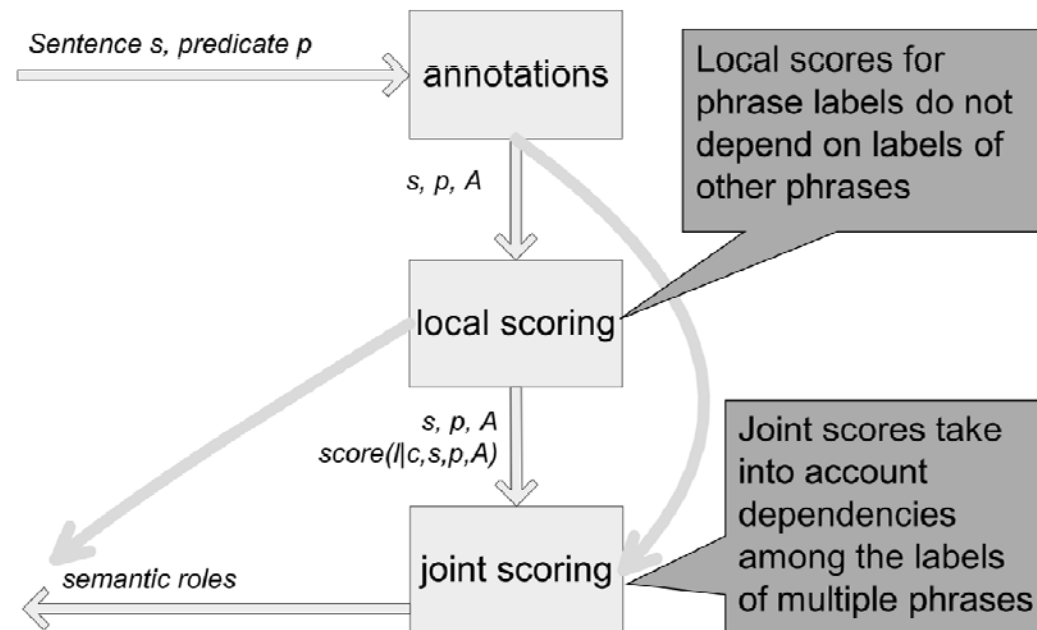 Sentence s, predicate p
annotations
Local scores for
phrase labels do not
depend on labels of
other phrases
s, p, A
local scoring
s, p, A
score(l|c,s,p,A)
Joint scores take
into account
dependencies
among the labels
of multiple phrases
joint scoring
semantic roles